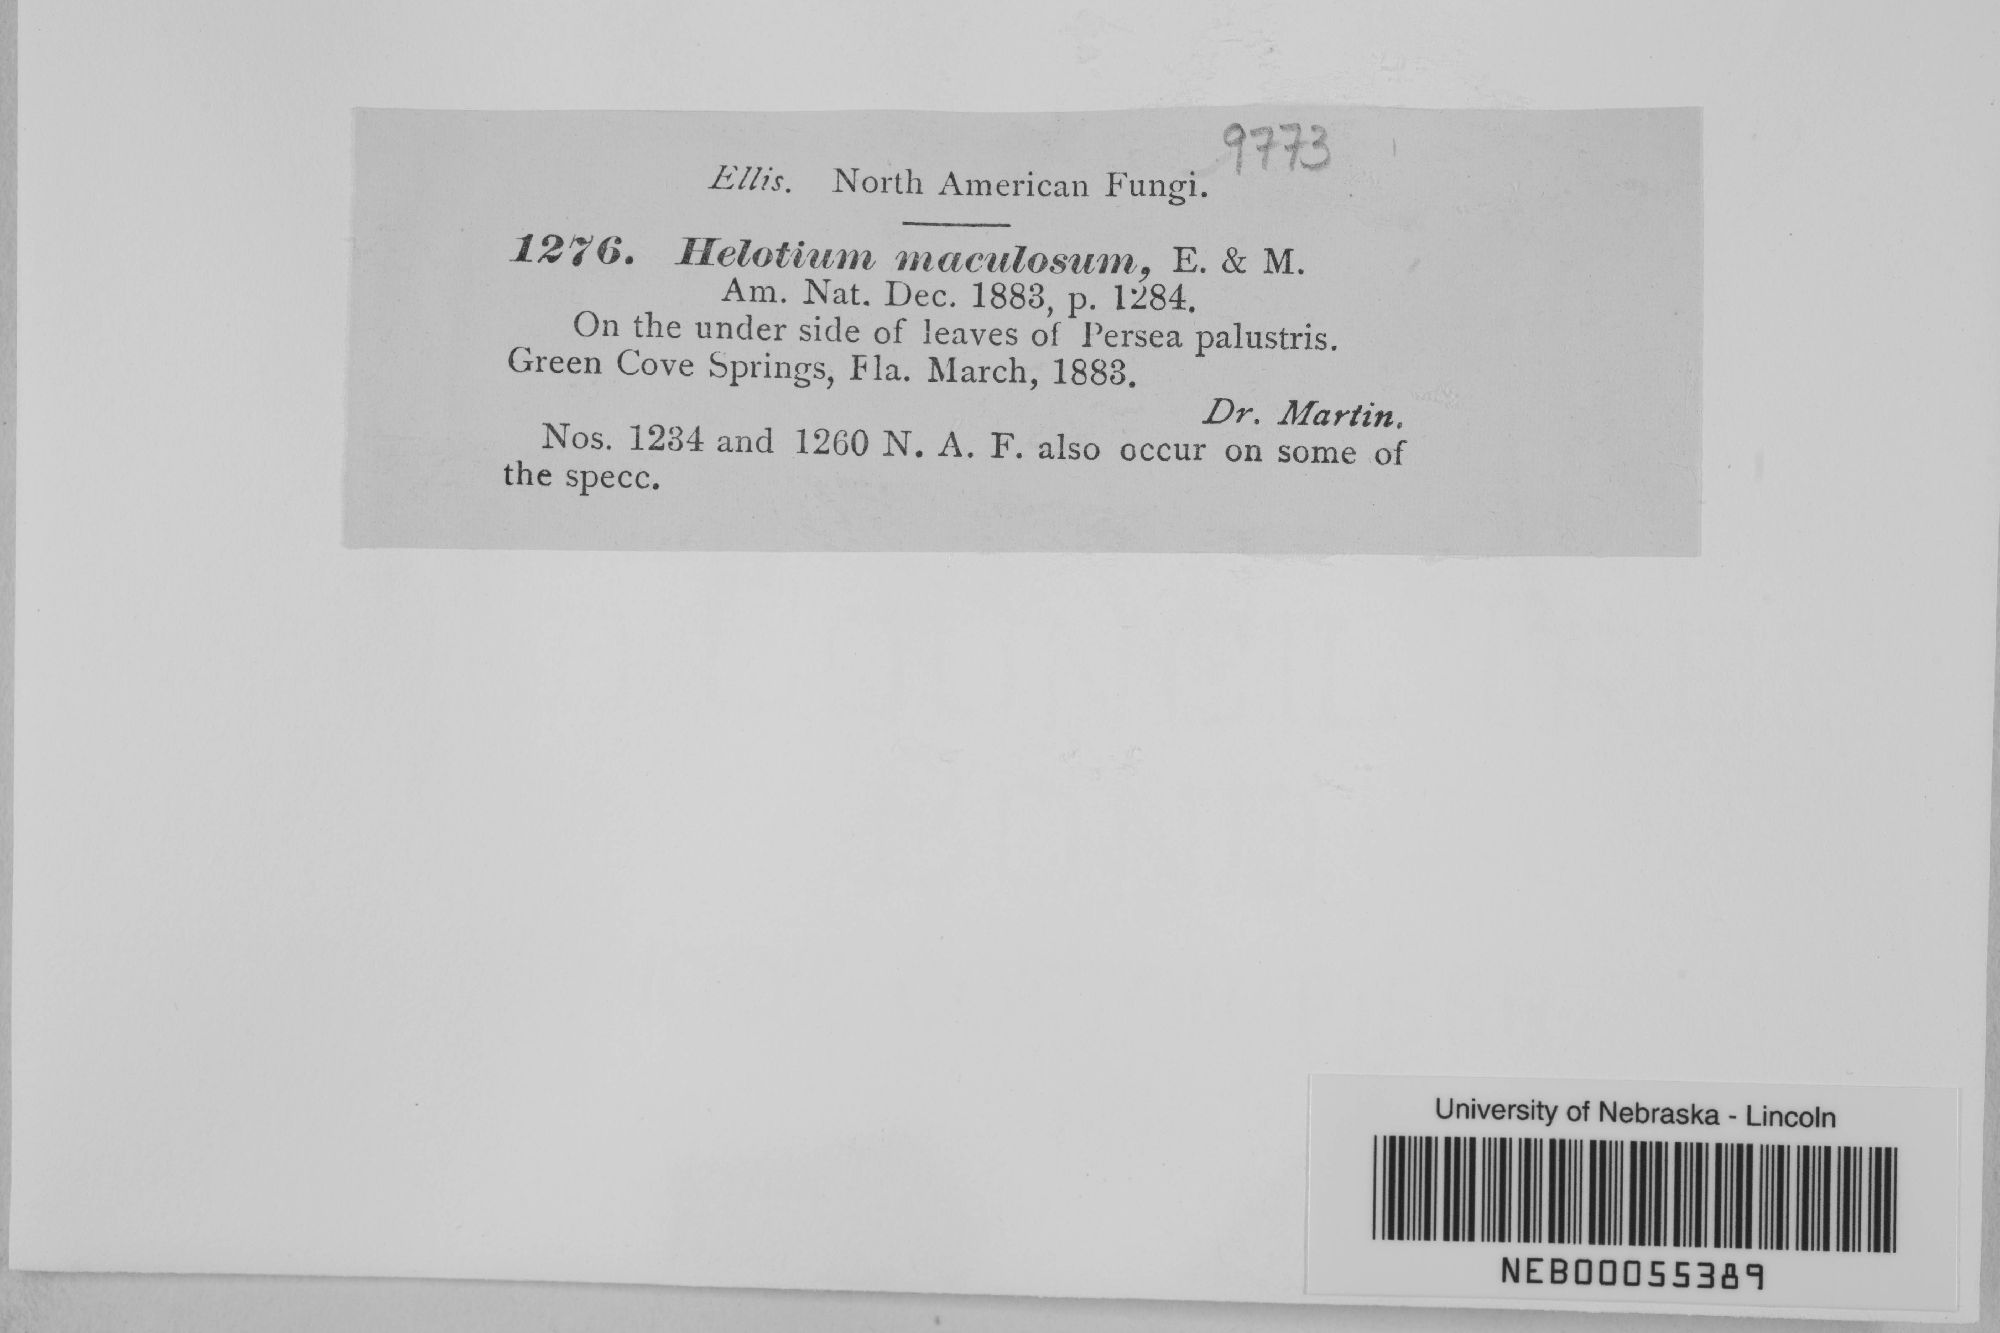 9773
Ellis. North American Fungi.
1276. Helotium maculosum, E. & M.
Am. Nat. Dec. 1883, p. 1284.
On the under side of leaves of Persea palustris.
Green Cove Springs, Fla. March, 1883.
Dr. Martin.
Nos. 1234 and 1260 N. A. F. also occur on some of
the specc.
University of Nebraska - Lincoln
NEB00055389